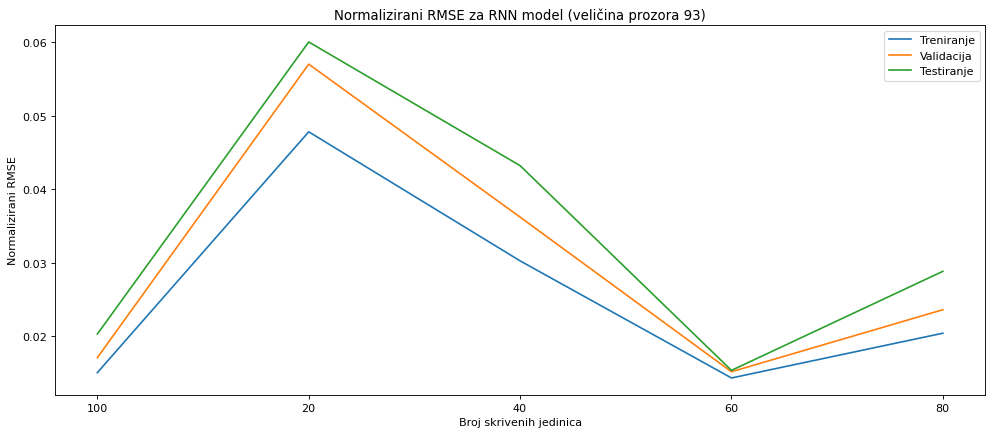 Normalizirani RMSE za RNN model (veličina prozora 93)
Treniranje
Validacija
Testiranje
Normalizirani RMSE
0.06
0.05
0.04
0.03
0.02
100 20 40 60 80
Broj skrivenih jedinica